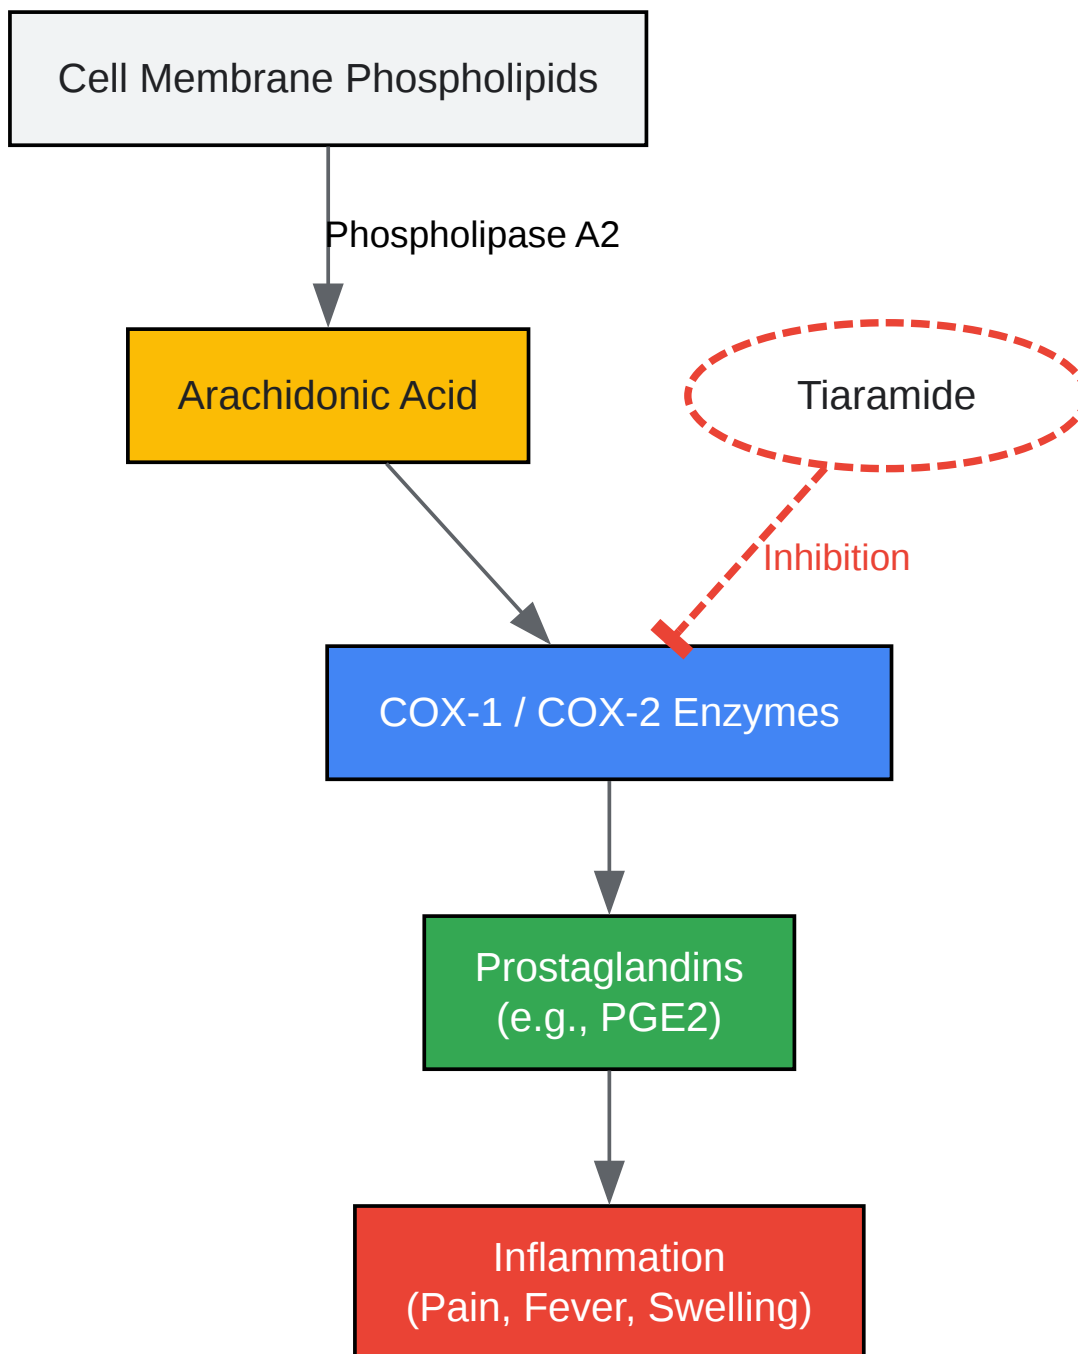 Cell Membrane Phospholipids
Phospholipase A2
Arachidonic Acid
Tiaramide
Inhibition
COX-1 / COX-2 Enzymes
Prostaglandins
(e.g., PGE2)
Inflammation
(Pain, Fever, Swelling)